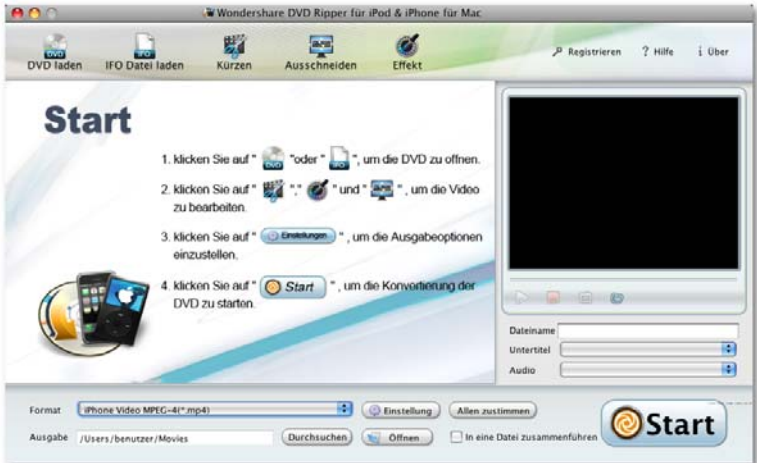 Wondershare DVD Ripper für iPod & iPhone für Mac
DVD laden IFO Datei laden Kürzen Ausschneiden Effekt Registrieren ? Hilfe i Über
Start
1. klicken Sie auf " DVD "oder " IFO ", um die DVD zu offnen.
2. klicken Sie auf " "," " und " ", um die Video
zu bearbeiten.
3. klicken Sie auf " Einstellungen " , um die Ausgabeoptionen
einzustellen.
4. klicken Sie auf " Start " , um die Konvertierung der
DVD zu starten.
Dateiname
Untertitel
Audio
Format iPhone Video MPEG-4(*.mp4) Einstellung Allen zustimmen
Ausgabe /Users/benutzer/Movies Durchsuchen Öffnen In eine Datei zusammenführen
Start